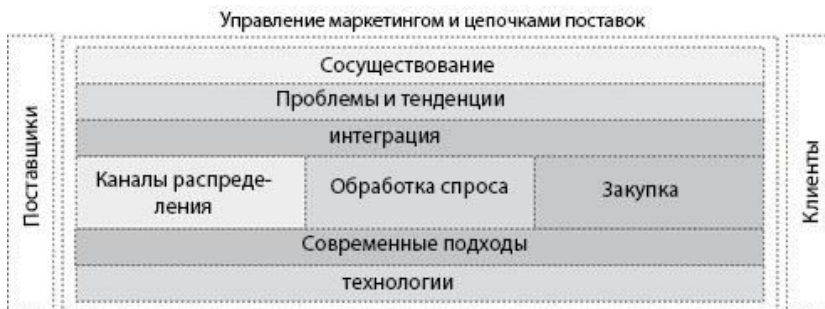 Управление маркетингом и цепочками поставок
Поставщики
Сосуществование
Проблемы и тенденции
интеграция
Каналы распреде-
ления
Обработка спроса
Закупка
Современные подходы
технологии
Клиенты